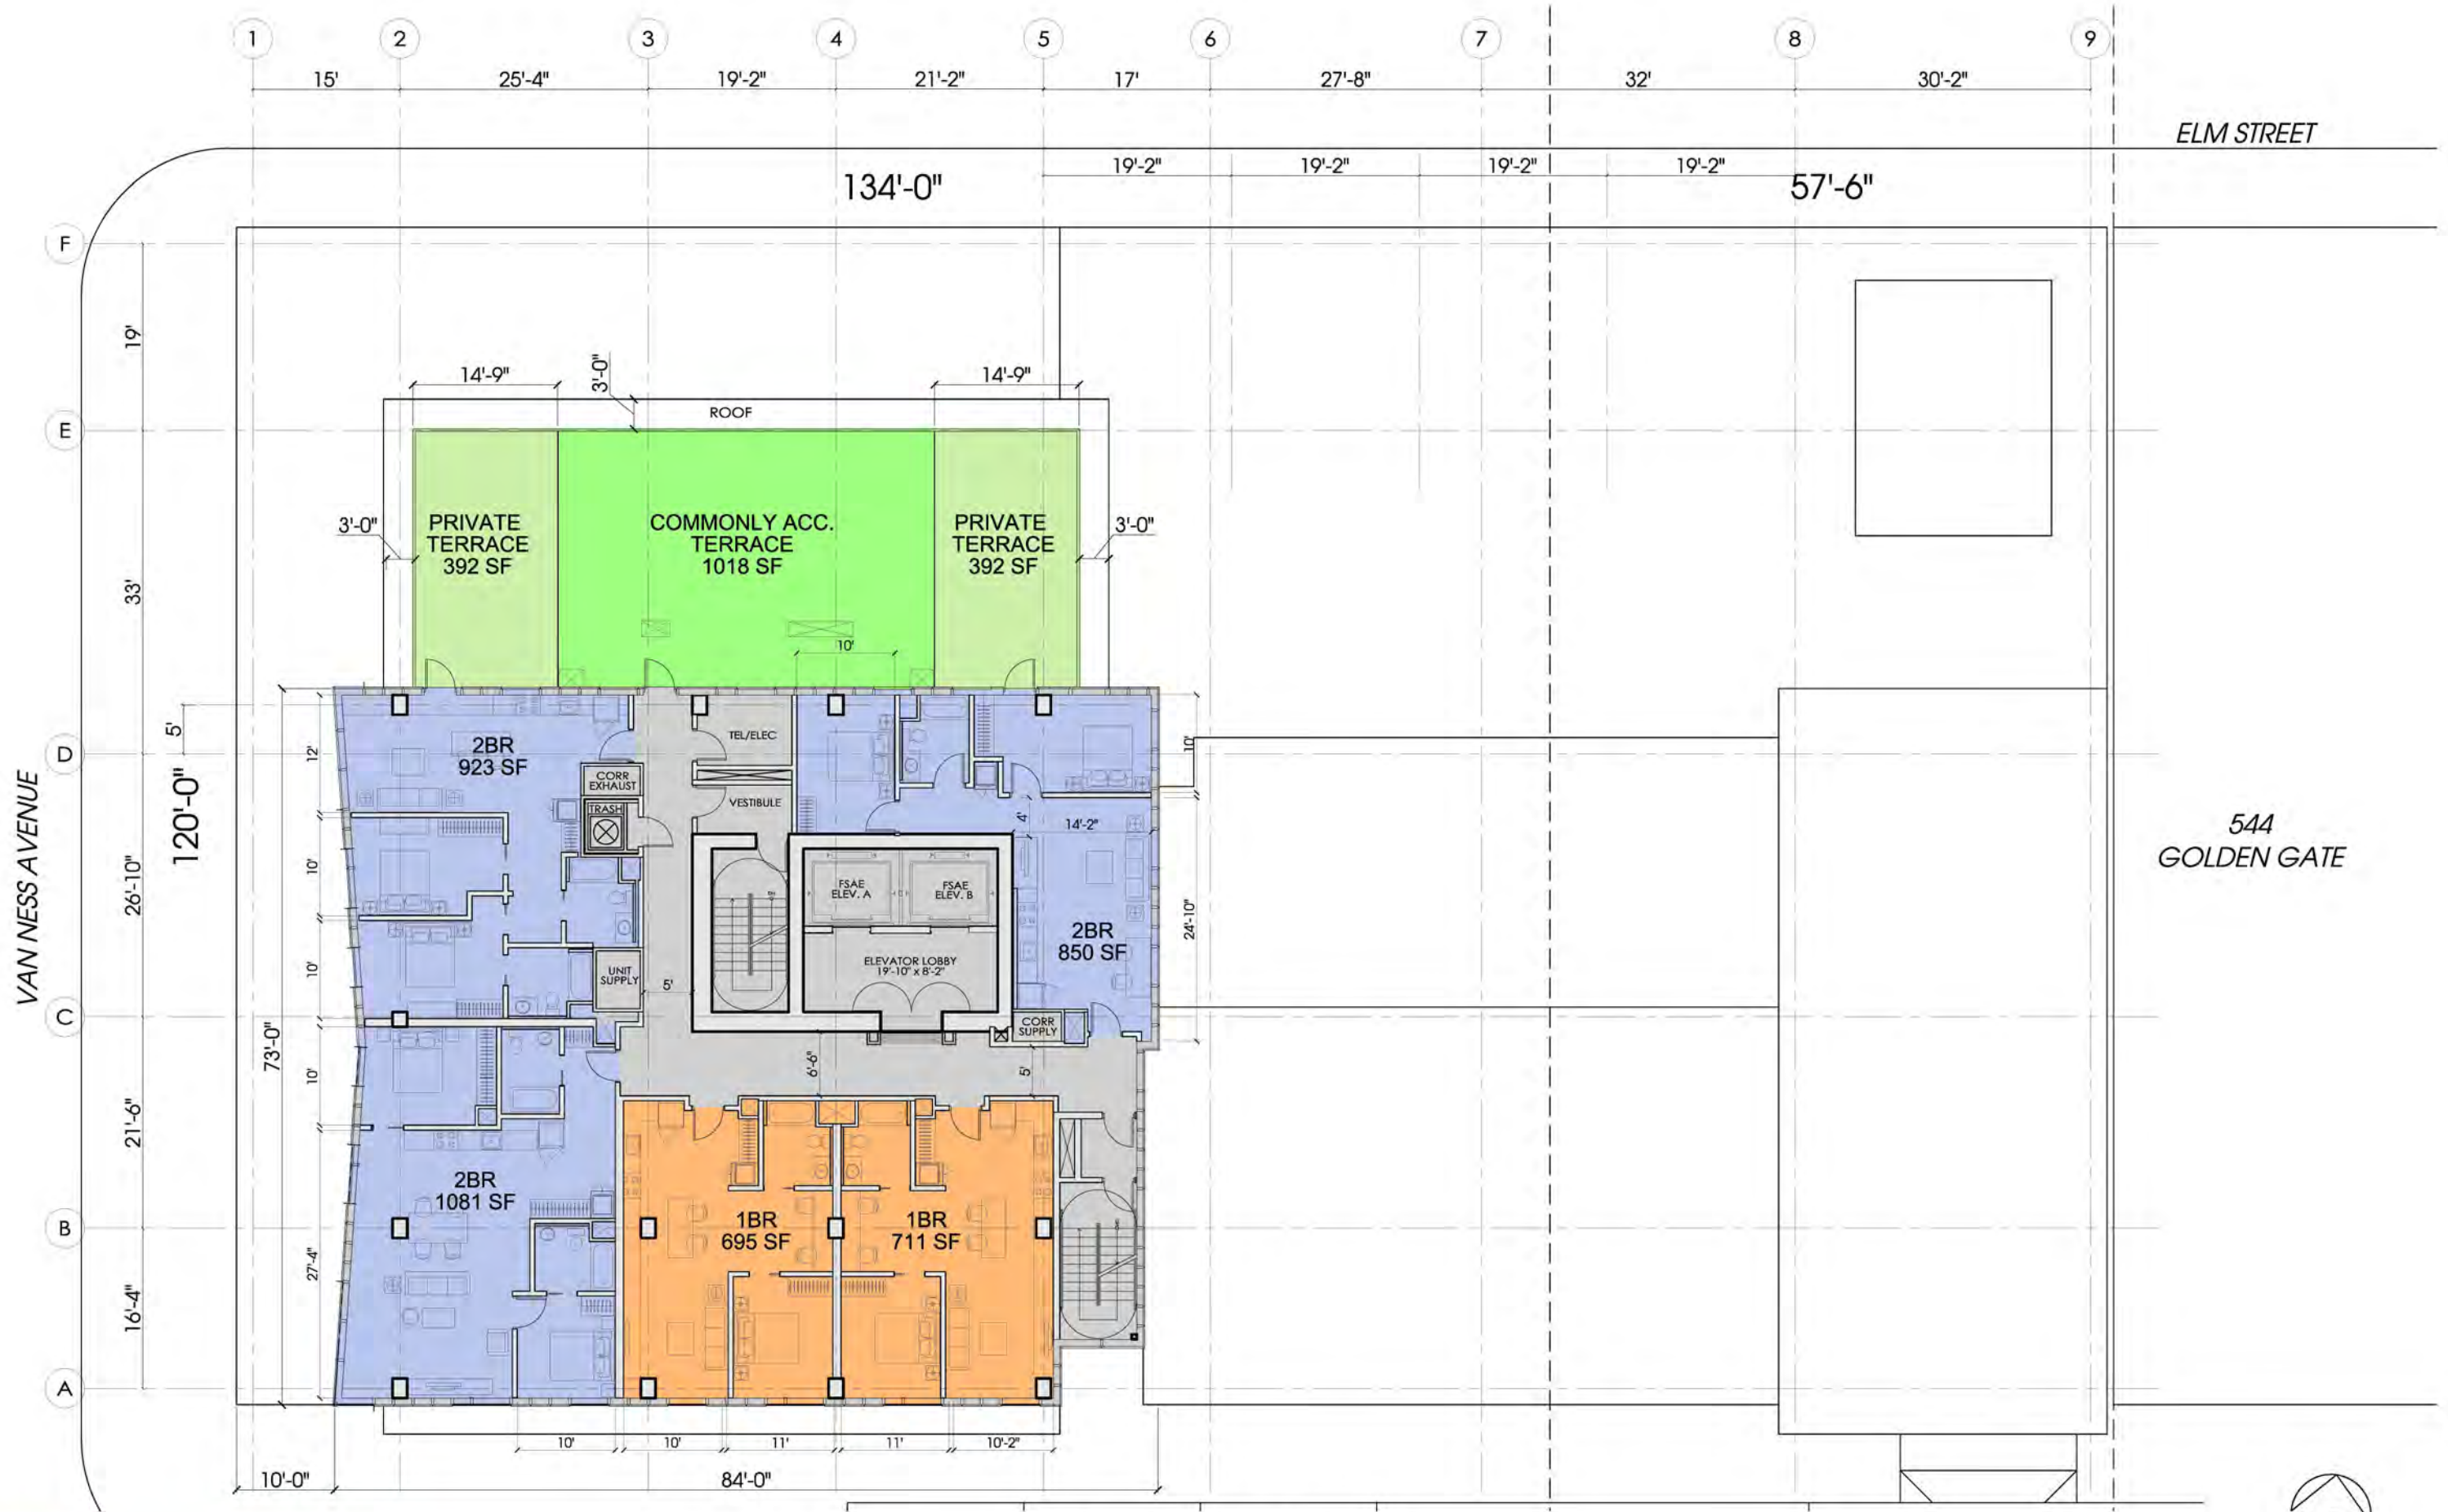 1 2 3 4 5 6 7 8 9
15' 25'-4" 19'-2" 21'-2" 17' 27'-8" 32' 30'-2"
ELM STREET
19'-2" 19'-2" 19'-2" 19'-2"
134'-0" 57'-6"
F
19'
14'-9" 3'-0" 14'-9"
ROOF
E
3'-0"
PRIVATE
TERRACE
392 SF
COMMONLY ACC.
TERRACE
1018 SF
PRIVATE
TERRACE
392 SF
3'-0"
33'
10'
5'
D
12'
2BR
923 SF
TEL/ELEC
10'
CORR
EXHAUST
TRASH
VESTIBULE
4'
14'-2"
VAN NESS AVENUE
120'-0"
26'-10"
10'
FSAE
ELEV. A
FSAE
ELEV. B
544
GOLDEN GATE
24'-10"
2BR
850 SF
10'
UNIT
SUPPLY
5'
ELEVATOR LOBBY
19'-10" x 8'-2"
C
CORR
SUPPLY
73'-0"
10'
6'-6"
5'
21'-6"
2BR
1081 SF
B
1BR
695 SF
1BR
711 SF
27'-4"
16'-4"
A
10' 10' 11' 11' 10'-2"
10'-0" 84'-0"